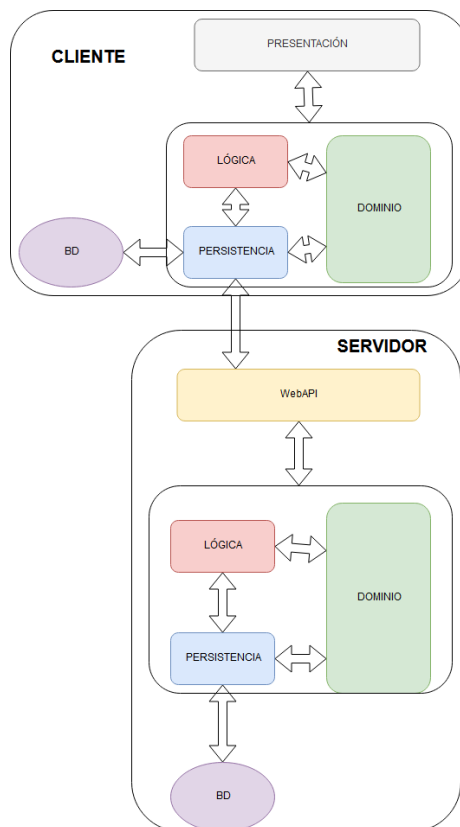 CLIENTE
PRESENTACIÓN
LÓGICA
DOMINIO
BD
PERSISTENCIA
SERVIDOR
WebAPI
LÓGICA
DOMINIO
PERSISTENCIA
BD